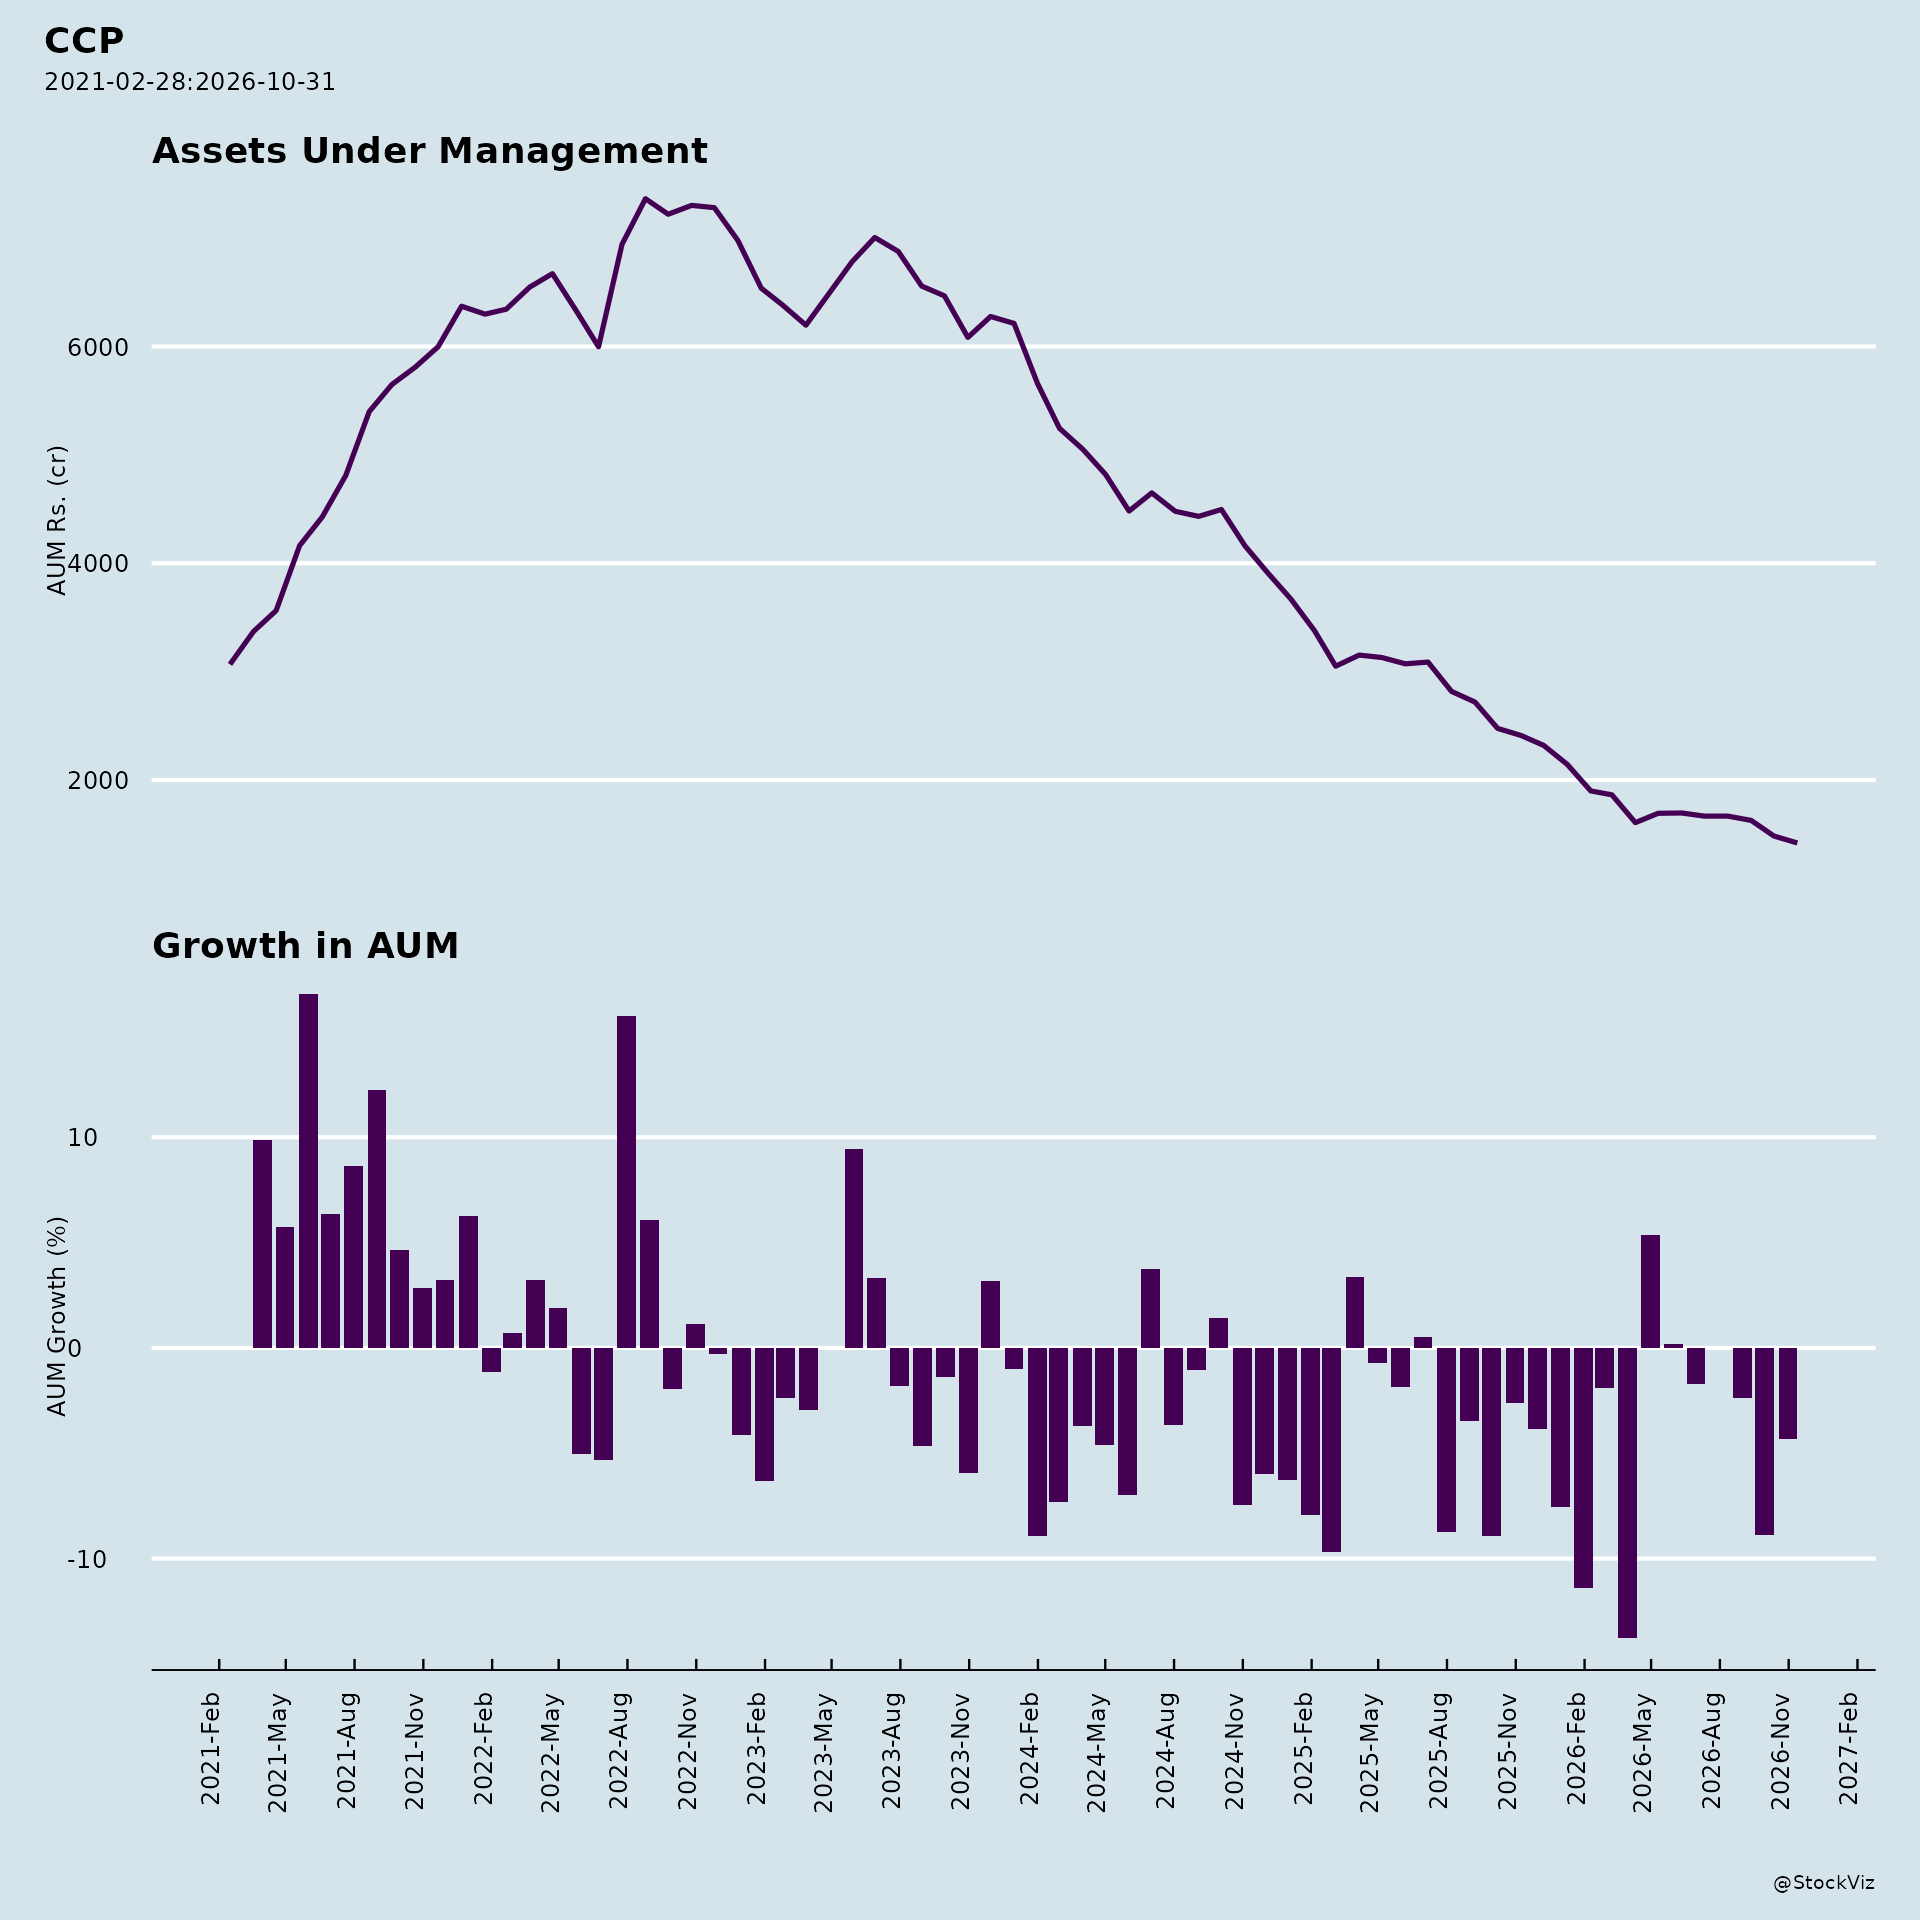 CCP
2021-02-28:2026-10-31
Assets Under Management
AUM Rs. (cr)
6000
4000
2000
Growth in AUM
AUM Growth (%)
10
0
-10
2021-Feb
2021-May
2021-Aug
2021-Nov
2022-Feb
2022-May
2022-Aug
2022-Nov
2023-Feb
2023-May
2023-Aug
2023-Nov
2024-Feb
2024-May
2024-Aug
2024-Nov
2025-Feb
2025-May
2025-Aug
2025-Nov
2026-Feb
2026-May
2026-Aug
2026-Nov
2027-Feb
@StockViz